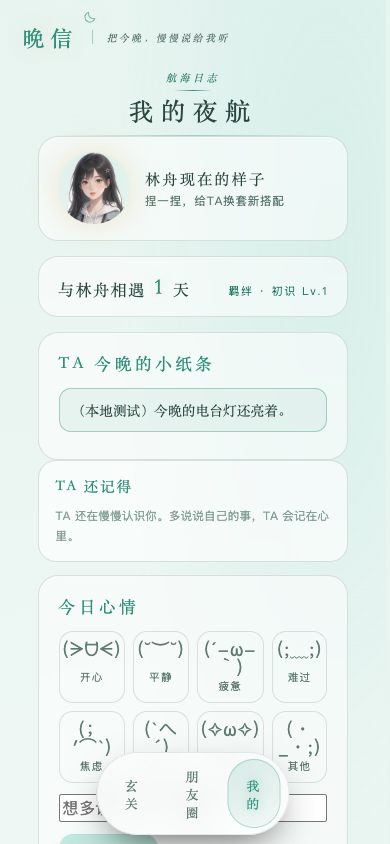 晚信
把今晚，慢慢说给我听
航海日志
我的夜航
林舟现在的样子
捏一捏，给TA换套新搭配
与林舟相遇 1 天
羁绊 · 初识 Lv.1
TA 今晚的小纸条
（本地测试）今晚的电台灯还亮着。
TA 还记得
TA 还在慢慢认识你。多说说自己的事，TA 会记在心
里。
今日心情
开心
平静
疲惫
难过
焦虑
其他
想多
玄关
朋友圈
我的